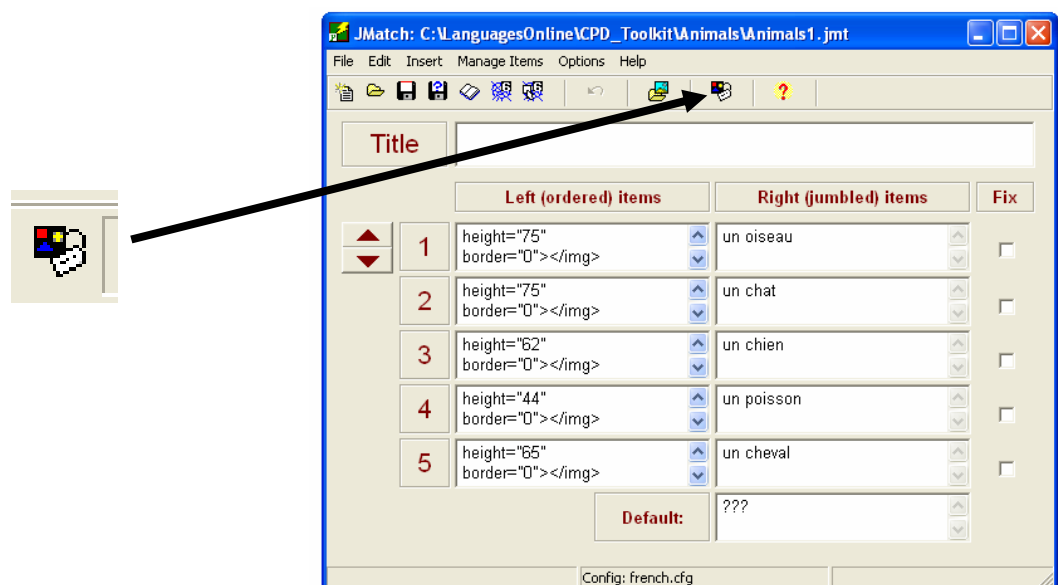 JMatch: C:\LanguagesOnline\CPD_Toolkit\Animals\Animals1.jmt
File Edit Insert Manage Items Options Help
Title
Left (ordered) items Right (jumbled) items Fix
1 height="75" un oiseau
border="0"></img>
2 height="75" un chat
border="0"></img>
3 height="62" un chien
border="0"></img>
4 height="44" un poisson
border="0"></img>
5 height="65" un cheval
border="0"></img>
Default: ???
Config: french.cfg